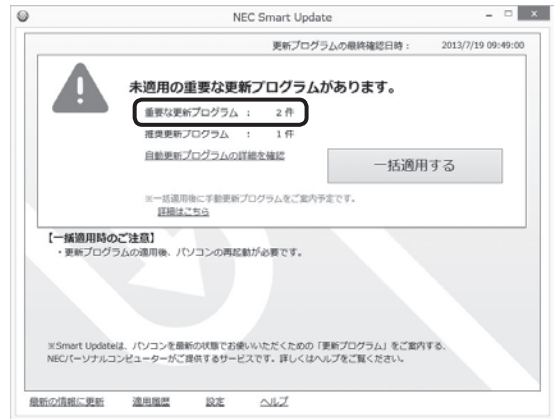 NEC Smart Update
更新プログラムの最終確認日時： 2013/7/19 09:49:00
未適用の重要な更新プログラムがあります。
重要な更新プログラム ： 2 件
推奨更新プログラム ： 1 件
自動更新プログラムの詳細を確認
一括適用する
※一括適用後に手動更新プログラムをご案内予定です。
詳細はこちら
【一括適用時のご注意】
・更新プログラムの適用後、パソコンの再起動が必要です。
※Smart Updateは、パソコンを最新の状態でお使いいただくための「更新プログラム」をご案内する、
NECパーソナルコンピューターがご提供するサービスです。詳しくはヘルプをご覧ください。
最新の情報に更新 適用履歴 設定 ヘルプ